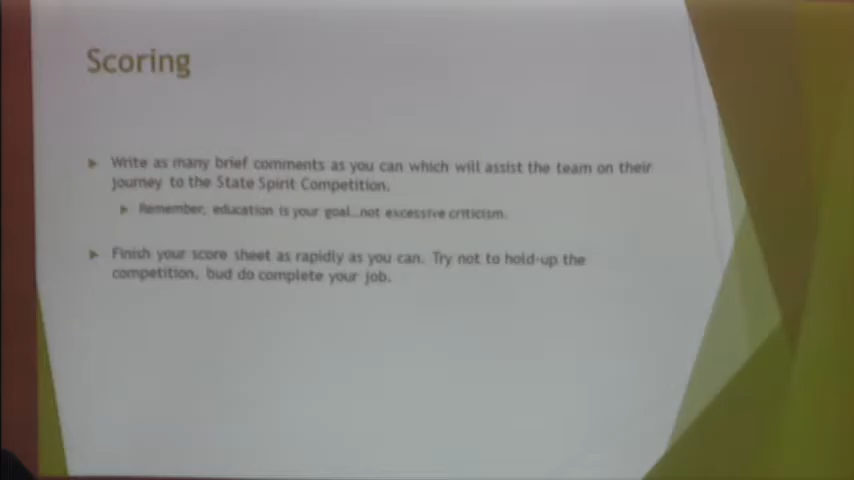 Scoring
Write as many brief comments as you can which will assist the team on their
journey to the State Spirit Competition.
Remember, education is your goal…not excessive criticism.
Finish your score sheet as rapidly as you can. Try not to hold-up the
competition, bud do complete your job.